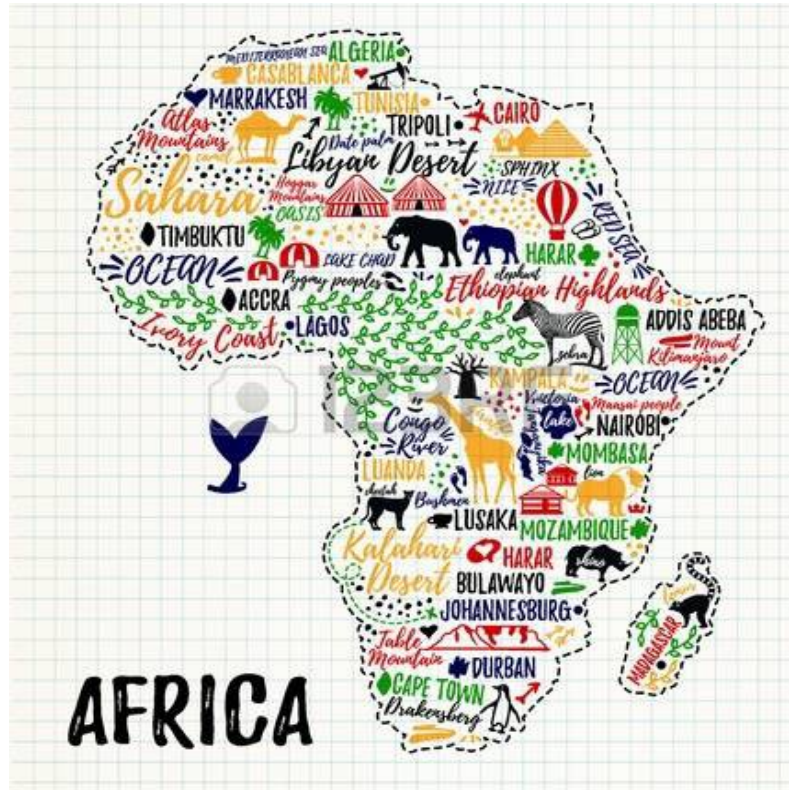 MEDITERRANEAN SEA
ALGERIA
CASABLANCA
MARRAKESH
TUNISIA
CAIRO
Atlas
Mountains
camel
Date palm
TRIPOLI
Libyan Desert
SPHINX
NILE
Sahara
Hoggar
Mountains
OASIS
RED SEA
TIMBUKTU
LAKE CHAD
HARAR
OCEAN
Pygmy peoples
elephant
Ethiopian Highlands
ACCRA
Ivory Coast
LAGOS
ADDIS ABEBA
zebra
Mount
Kilimanjaro
KAMPALA
OCEAN
Victoria
Lake
Maasai people
Congo
River
NAIROBI
MOMBASA
LUANDA
lion
cheetah
Bushmen
LUSAKA
MOZAMBIQUE
Kalahari
Desert
HARAR
rhino
BULAWAYO
JOHANNESBURG
lemur
MADAGASCAR
Table
Mountain
DURBAN
CAPE TOWN
Drakensberg
AFRICA